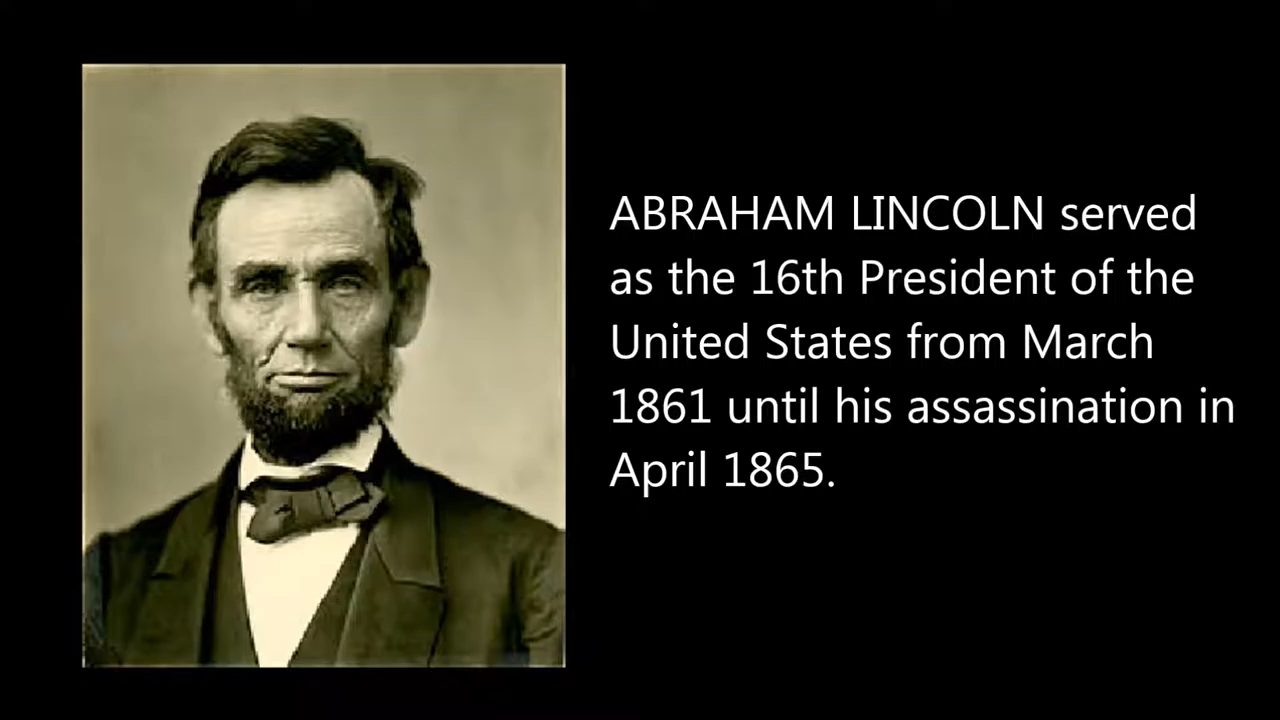 ABRAHAM LINCOLN served
as the 16th President of the
United States from March
1861 until his assassination in
April 1865.